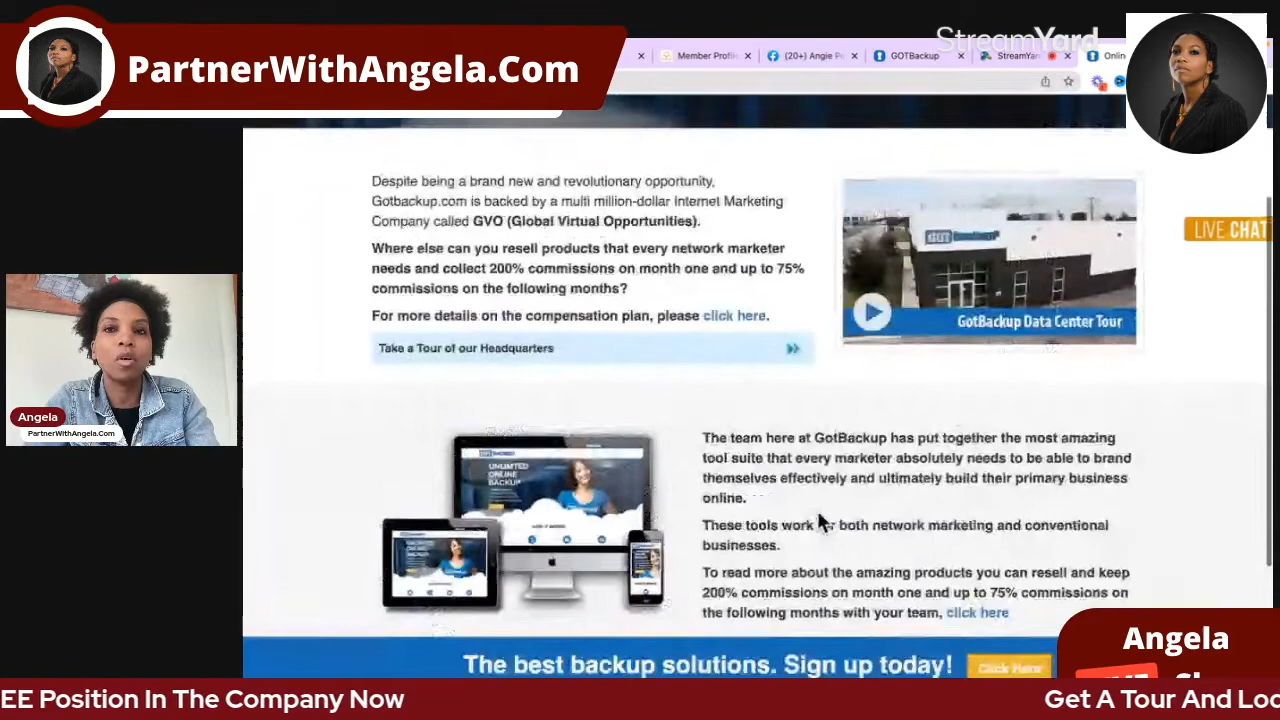 PartnerWithAngela.Com
StreamYard
Member Profil
(20+) Angie P
GOTBackup
StreamYar
Onlin
Despite being a brand new and revolutionary opportunity,
Gotbackup.com is backed by a multi million-dollar Internet Marketing
Company called GVO (Global Virtual Opportunities).
Where else can you resell products that every network marketer
needs and collect 200% commissions on month one and up to 75%
commissions on the following months?
For more details on the compensation plan, please click here.
Take a Tour of our Headquarters
GotBackup Data Center Tour
LIVE CHAT
Angela
PartnerWithAngela.Com
UNLIMITED
ONLINE
BACKUP
The team here at GotBackup has put together the most amazing
tool suite that every marketer absolutely needs to be able to brand
themselves effectively and ultimately build their primary business
online.
These tools work for both network marketing and conventional
businesses.
To read more about the amazing products you can resell and keep
200% commissions on month one and up to 75% commissions on
the following months with your team, click here
The best backup solutions. Sign up today!
Click Here
Angela
EE Position In The Company Now
Get A Tour And Loc